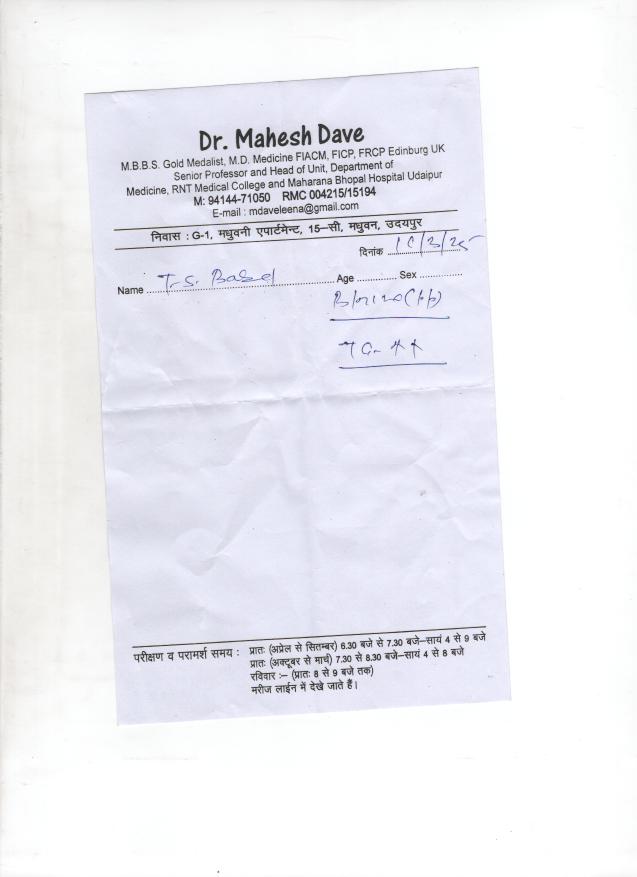 Dr. Mahesh Dave
M.B.B.S. Gold Medalist, M.D. Medicine FIACM, FICP, FRCP Edinburg UK
Senior Professor and Head of Unit, Department of
Medicine, RNT Medical College and Maharana Bhopal Hospital Udaipur
M: 94144-71050 RMC 004215/15194
E-mail : mdaveleena@gmail.com
निवास : G-1, मधुवनी एपार्टमेन्ट, 15–सी, मधुवन, उदयपुर
दिनांक
Name T.S. Age Sex
परीक्षण व परामर्श समय : प्रातः (अप्रेल से सितम्बर) 6.30 बजे से 7.30 बजे–सायं 4 से 9 बजे
प्रातः (अक्टूबर से मार्च) 7.30 से 8.30 बजे–सायं 4 से 8 बजे
रविवार :– (प्रातः 8 से 9 बजे तक)
मरीज लाईन में देखे जाते हैं।